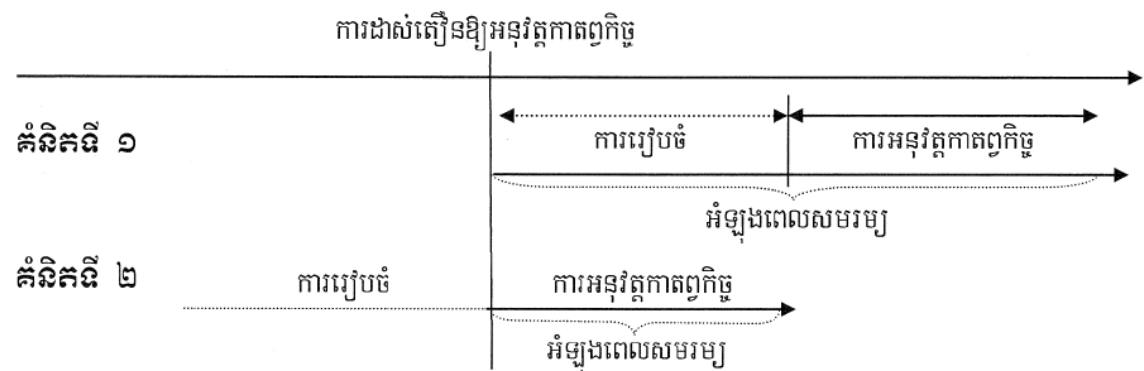 ការដាស់តឿនឱ្យអនុវត្តកាតព្វកិច្ច
គំនិតទី ១
ការរៀបចំ ការអនុវត្តកាតព្វកិច្ច
អំឡុងពេលសមរម្យ
គំនិតទី ២
ការរៀបចំ ការអនុវត្តកាតព្វកិច្ច
អំឡុងពេលសមរម្យ